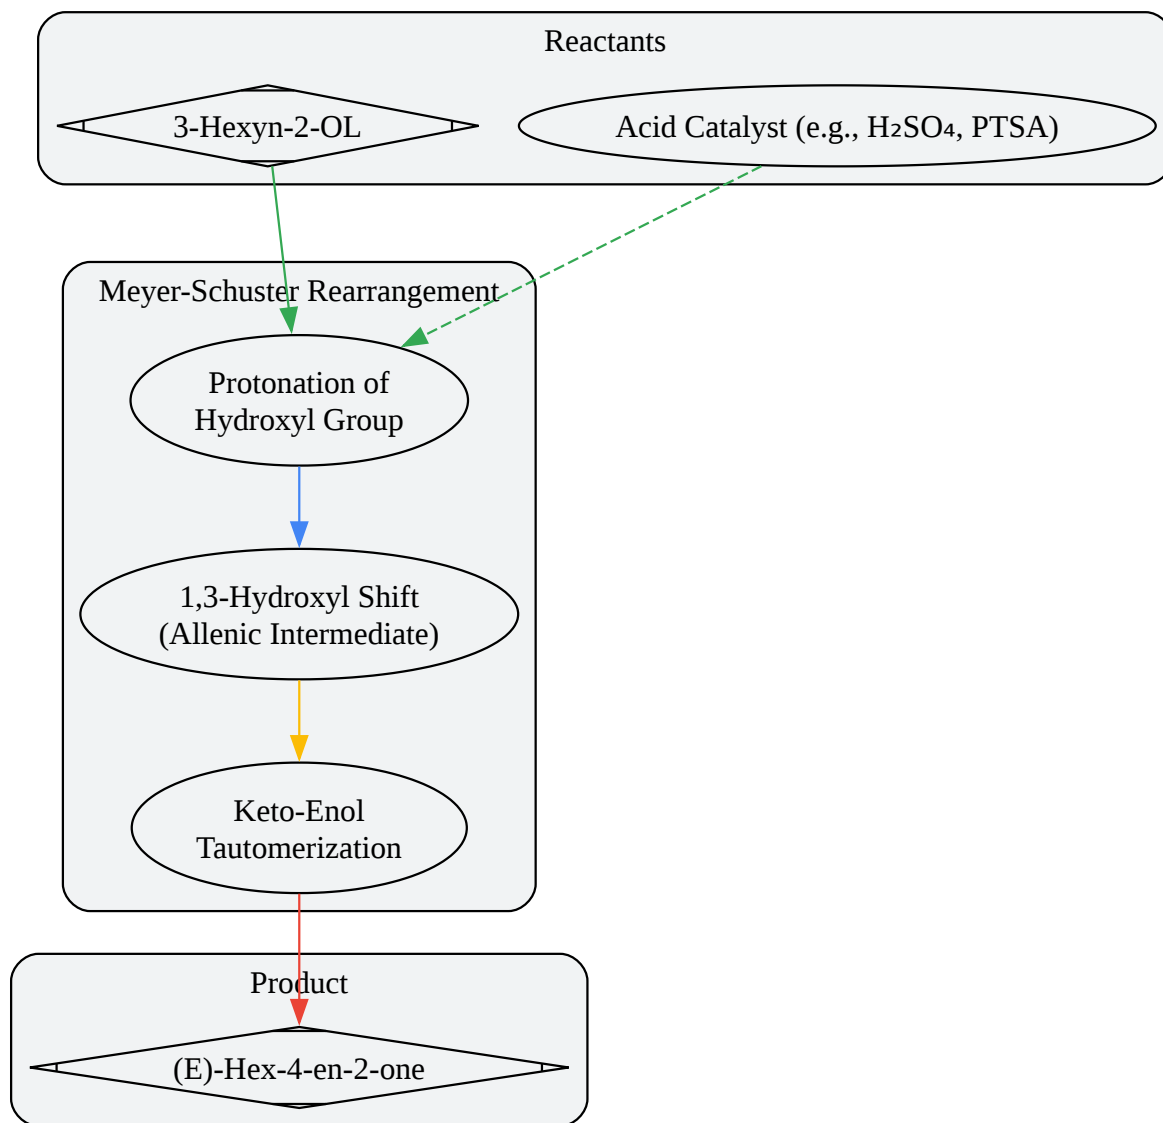 Reactants
3-Hexyn-2-OL
Acid Catalyst (e.g., H₂SO₄, PTSA)
Meyer-Schuster Rearrangement
Protonation of
Hydroxyl Group
1,3-Hydroxyl Shift
(Allenic Intermediate)
Keto-Enol
Tautomerization
Product
(E)-Hex-4-en-2-one